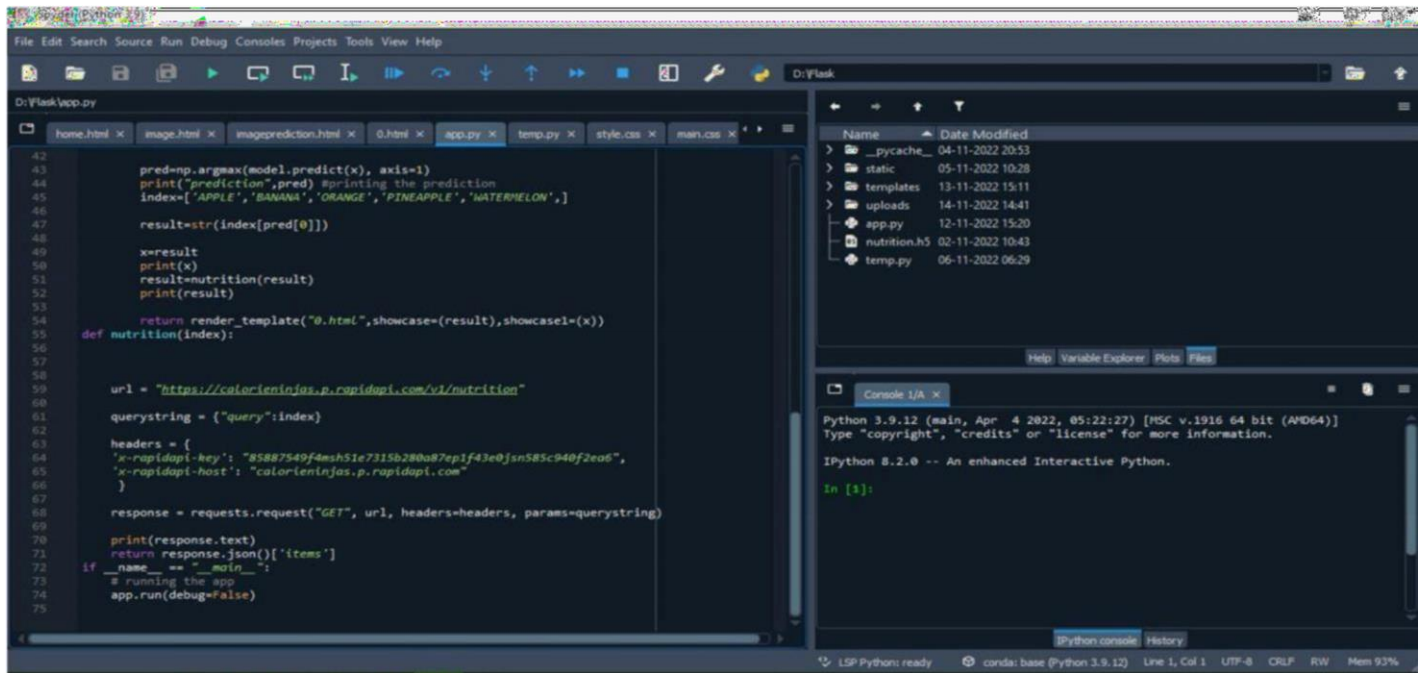 Spyder (Python 3.9)
File Edit Search Source Run Debug Consoles Projects Tools View Help
D:\Flask
D:\Flask\app.py
home.html × image.html × imageprediction.html × 0.html × app.py × temp.py × style.css × main.css ×
42
43 pred=np.argmax(model.predict(x), axis=1)
44 print("prediction",pred) #printing the prediction
45 index=['APPLE','BANANA','ORANGE','PINEAPPLE','WATERMELON',]
46
47 result=str(index[pred[0]])
48
49 x=result
50 print(x)
51 result=nutrition(result)
52 print(result)
53
54 return render_template("0.html",showcase=(result),showcase1=(x))
55 def nutrition(index):
56
57
58
59 url = "https://calorieninjas.p.rapidapi.com/v1/nutrition"
60
61 querystring = {"query":index}
62
63 headers = {
64 'x-rapidapi-key': "85887549f4msh51e7315b280a87ep1f43e0jsn585c940f2ea6",
65 'x-rapidapi-host': "calorieninjas.p.rapidapi.com"
66 }
67
68 response = requests.request("GET", url, headers=headers, params=querystring)
69
70 print(response.text)
71 return response.json()['items']
72 if __name__ == "__main__":
73 # running the app
74 app.run(debug=False)
75
Name Date Modified
__pycache__ 04-11-2022 20:53
static 05-11-2022 10:28
templates 13-11-2022 15:11
uploads 14-11-2022 14:41
app.py 12-11-2022 15:20
nutrition.h5 02-11-2022 10:43
temp.py 06-11-2022 06:29
Help Variable Explorer Plots Files
Console 1/A ×
Python 3.9.12 (main, Apr 4 2022, 05:22:27) [MSC v.1916 64 bit (AMD64)]
Type "copyright", "credits" or "license" for more information.
IPython 8.2.0 -- An enhanced Interactive Python.
In [1]:
IPython console History
LSP Python: ready conda: base (Python 3.9.12) Line 1, Col 1 UTF-8 CRLF RW Mem 93%